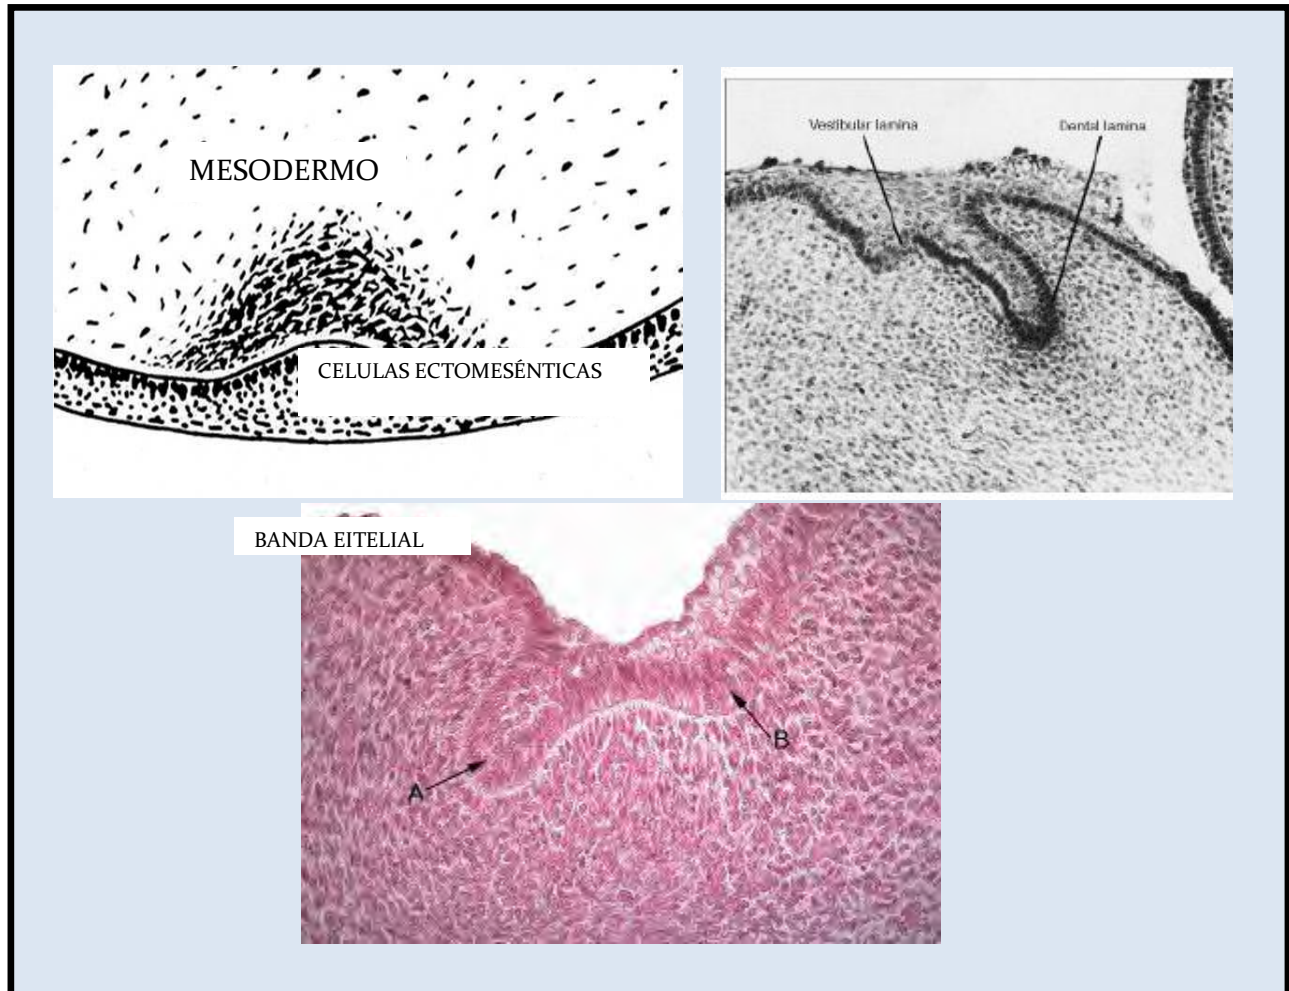 MESODERMO
CELULAS ECTOMESÉNTICAS
Vestibular lamina
Dental lamina
BANDA EITELIAL
A
B